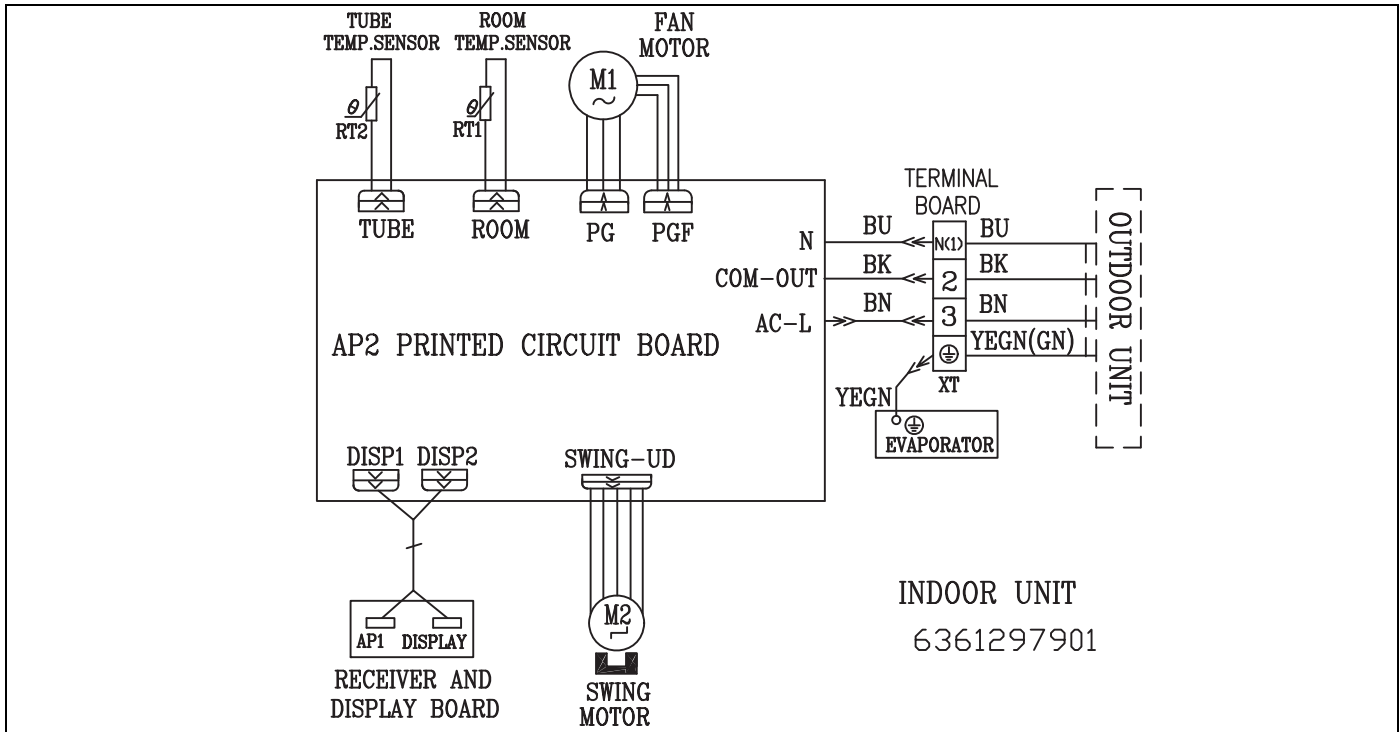 TUBE
TEMP.SENSOR
ROOM
TEMP.SENSOR
FAN
MOTOR
M1
θ
RT2
θ
RT1
TUBE
ROOM
PG
PGF
TERMINAL
BOARD
N
BU
N(1)
BU
COM-OUT
BK
2
BK
AC-L
BN
3
BN
YEGN(GN)
XT
YEGN
EVAPORATOR
OUTDOOR UNIT
AP2 PRINTED CIRCUIT BOARD
DISP1
DISP2
SWING-UD
AP1
DISPLAY
RECEIVER AND
DISPLAY BOARD
M2
SWING
MOTOR
INDOOR UNIT
6361297901